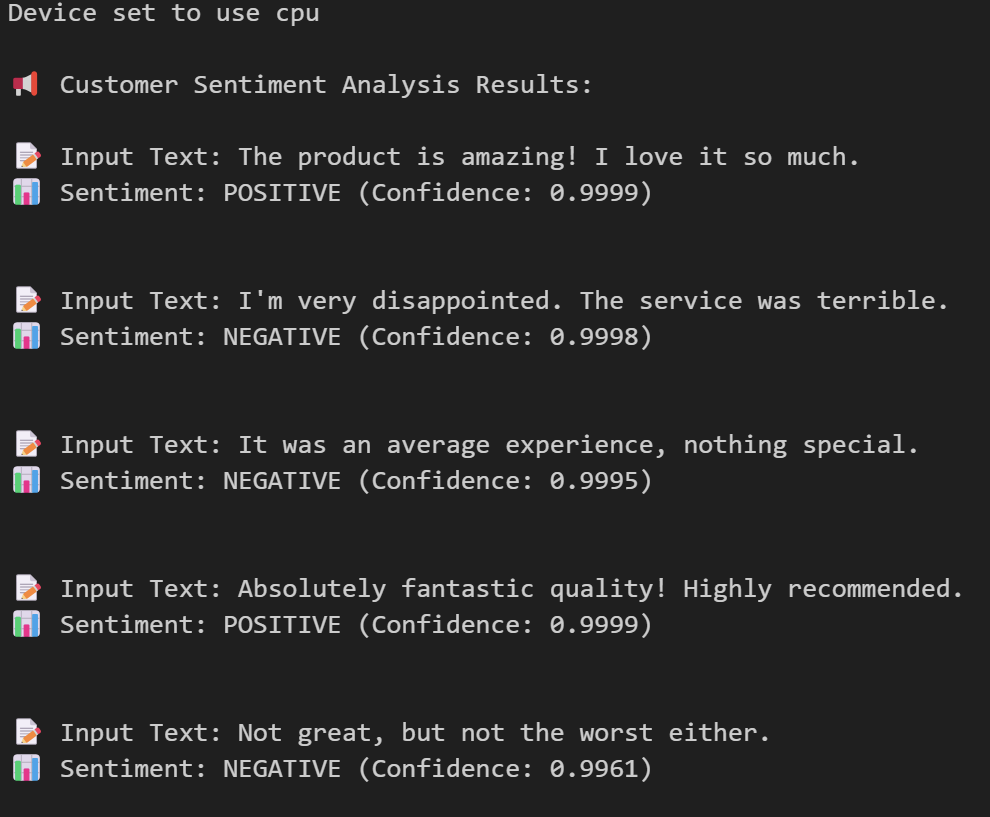 Device set to use cpu
📢 Customer Sentiment Analysis Results:
📝 Input Text: The product is amazing! I love it so much.
📊 Sentiment: POSITIVE (Confidence: 0.9999)
📝 Input Text: I'm very disappointed. The service was terrible.
📊 Sentiment: NEGATIVE (Confidence: 0.9998)
📝 Input Text: It was an average experience, nothing special.
📊 Sentiment: NEGATIVE (Confidence: 0.9995)
📝 Input Text: Absolutely fantastic quality! Highly recommended.
📊 Sentiment: POSITIVE (Confidence: 0.9999)
📝 Input Text: Not great, but not the worst either.
📊 Sentiment: NEGATIVE (Confidence: 0.9961)